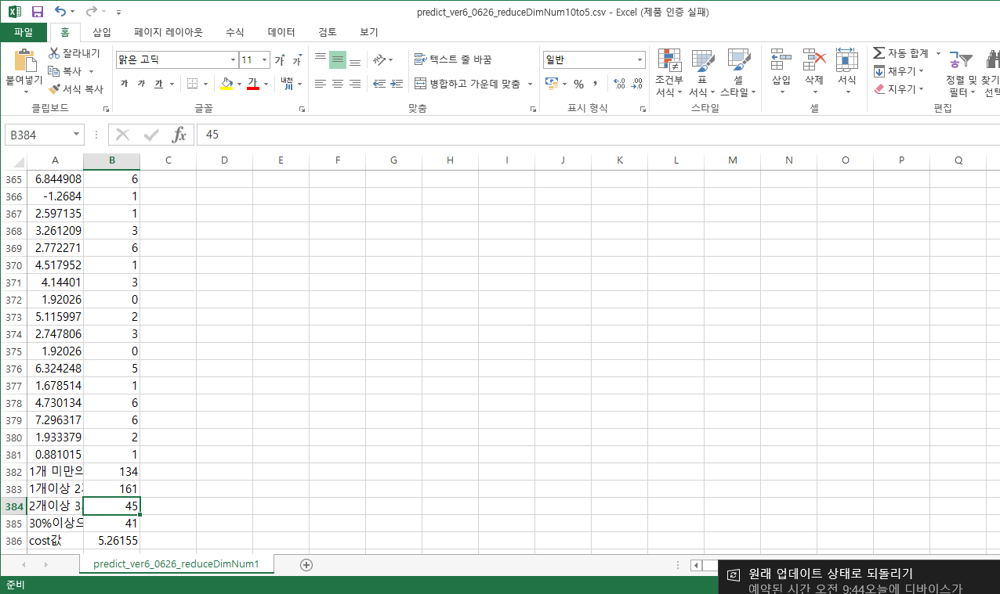 predict_ver6_0626_reduceDimNum10to5.csv - Excel (제품 인증 실패)
파일 홈 삽입 페이지 레이아웃 수식 데이터 검토 보기
붙여넣기
잘라내기
복사
서식 복사
클립보드
맑은 고딕 11 가 가
가 가 가 가 내천
글꼴
텍스트 줄 바꿈
병합하고 가운데 맞춤
맞춤
일반
% , .00 .00
표시 형식
조건부 서식
표 서식
셀 스타일
스타일
삽입 삭제 서식
셀
자동 합계
채우기
지우기
정렬 및 필터
편집
B384 fx 45
A B C D E F G H I J K L M N O P Q
365 6.844908 6
366 -1.2684 1
367 2.597135 1
368 3.261209 3
369 2.772271 6
370 4.517952 1
371 4.14401 3
372 1.92026 0
373 5.115997 2
374 2.747806 3
375 1.92026 0
376 6.324248 5
377 1.678514 1
378 4.730134 6
379 7.296317 6
380 1.933379 2
381 0.881015 1
382 1개 미만의 134
383 1개이상 2 161
384 2개이상 3 45
385 30%이상으 41
386 cost값 5.26155
predict_ver6_0626_reduceDimNum1
준비
원래 업데이트 상태로 되돌리기
예약된 시간 오전 9:44오늘에 디바이스가